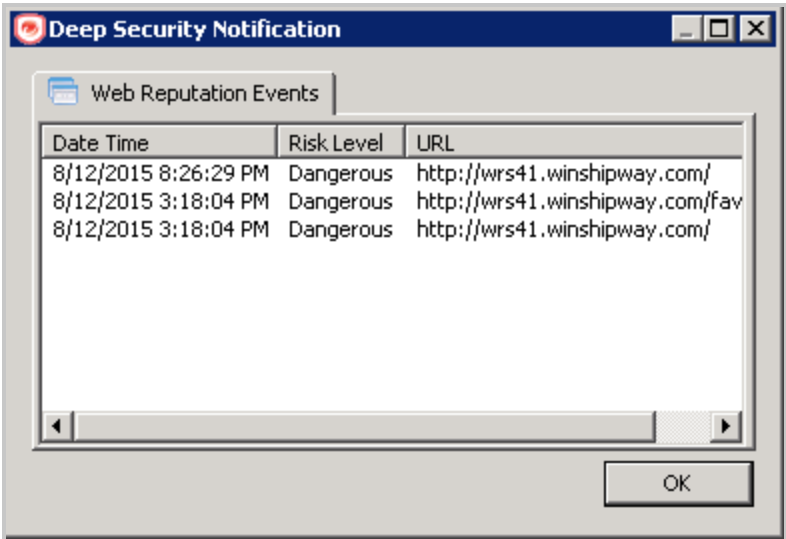 Deep Security Notification
Web Reputation Events
Date Time Risk Level URL
8/12/2015 8:26:29 PM Dangerous http://wrs41.winshipway.com/
8/12/2015 3:18:04 PM Dangerous http://wrs41.winshipway.com/fav
8/12/2015 3:18:04 PM Dangerous http://wrs41.winshipway.com/
OK